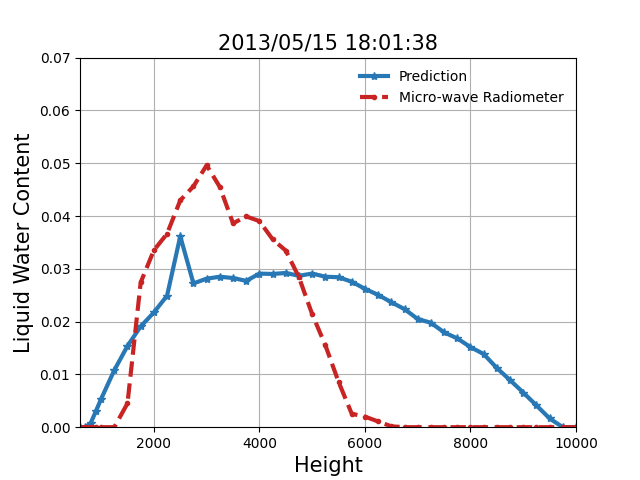 2013/05/15 18:01:38
0.07
0.06
0.05
0.04
0.03
0.02
0.01
0.00
Liquid Water Content
Prediction
Micro-wave Radiometer
2000 4000 6000 8000 10000
Height